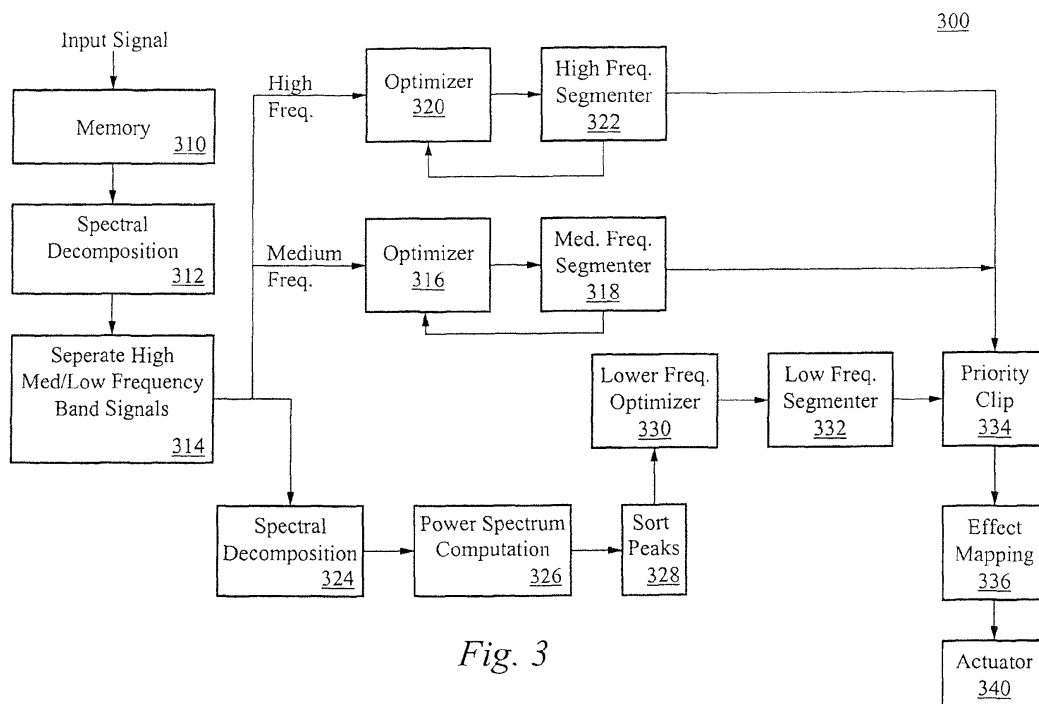 300
Input Signal
Memory
310
Spectral
Decomposition
312
Seperate High
Med/Low Frequency
Band Signals
314
High
Freq.
Optimizer
320
High Freq.
Segmenter
322
Medium
Freq.
Optimizer
316
Med. Freq.
Segmenter
318
Spectral
Decomposition
324
Power Spectrum
Computation
326
Sort
Peaks
328
Lower Freq.
Optimizer
330
Low Freq.
Segmenter
332
Priority
Clip
334
Effect
Mapping
336
Actuator
340
Fig. 3